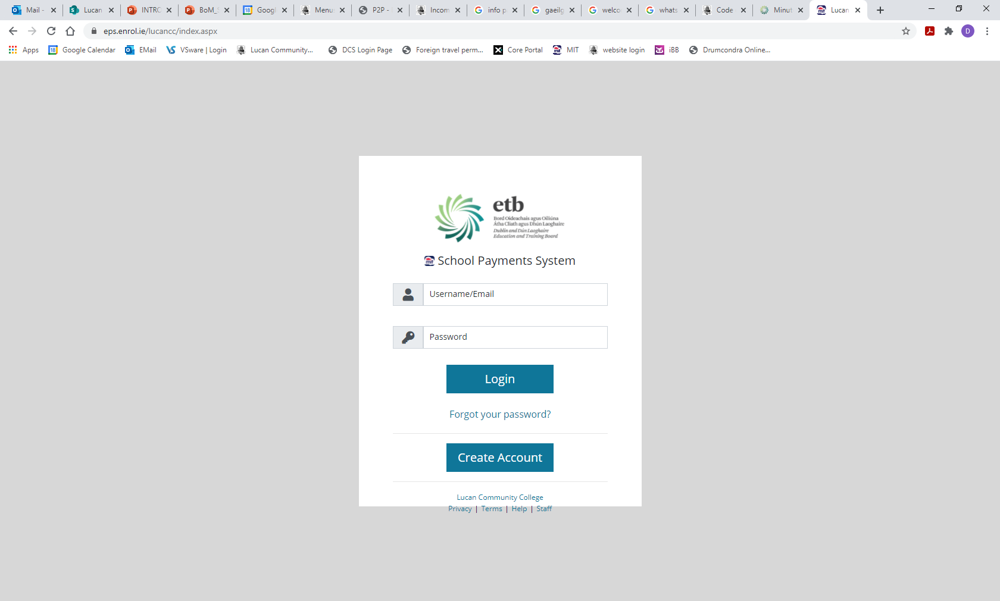 Mail -
Lucan
INTRO
BoM_
Googl
Menu
P2P -
Incom
info p
gaeilg
welco
whats
Code
Minut
Lucan
eps.enrol.ie/lucancc/index.aspx
D
Apps
Google Calendar
EMail
VSware | Login
Lucan Community...
DCS Login Page
Foreign travel perm...
Core Portal
MIT
website login
iBB
Drumcondra Online...
etb
Bord Oideachais agus Oiliúna
Átha Cliath agus Dhún Laoghaire
Dublin and Dún Laoghaire
Education and Training Board
mit School Payments System
Username/Email
Password
Login
Forgot your password?
Create Account
Lucan Community College
Privacy | Terms | Help | Staff